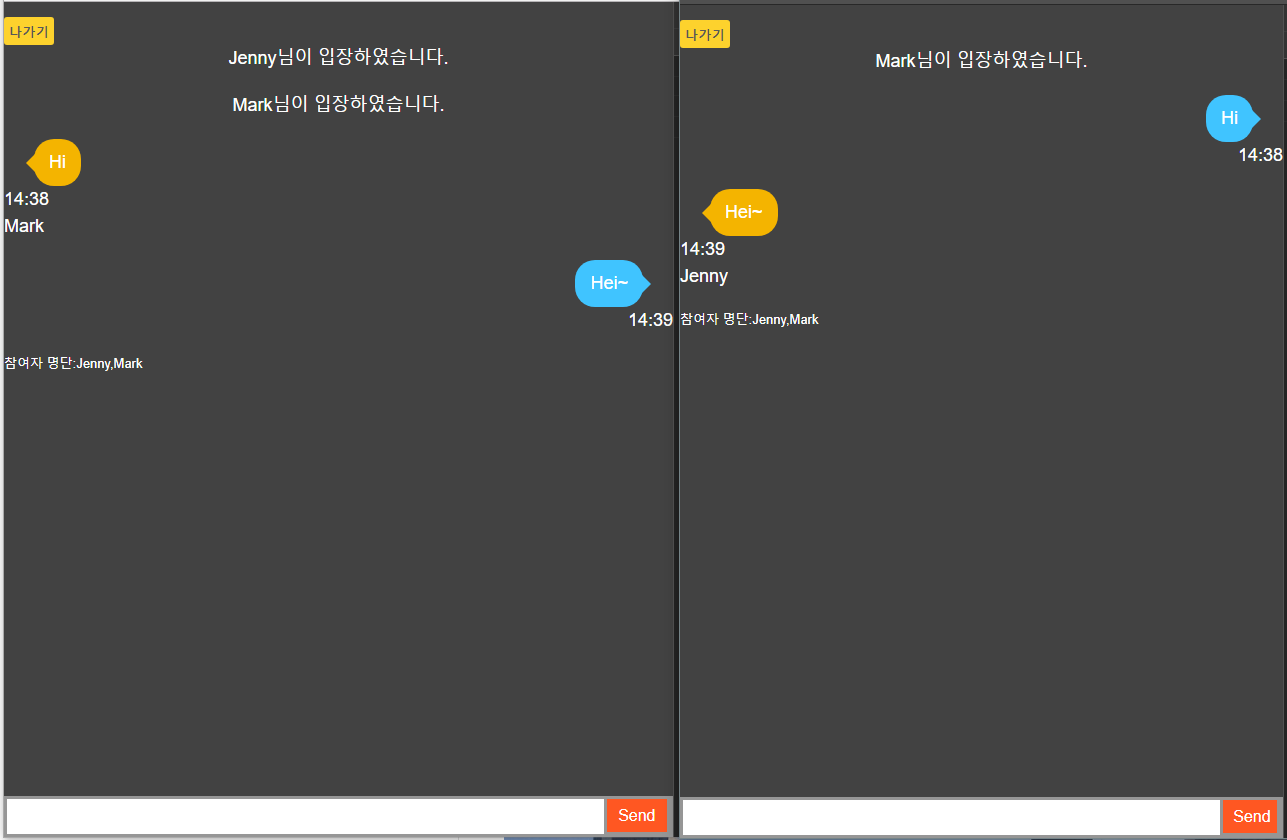 나가기
Jenny님이 입장하였습니다.
Mark님이 입장하였습니다.
Hi
14:38
Mark
Hei~
14:39
참여자 명단:Jenny,Mark
Send
나가기
Mark님이 입장하였습니다.
Hi
14:38
Hei~
14:39
Jenny
참여자 명단:Jenny,Mark
Send